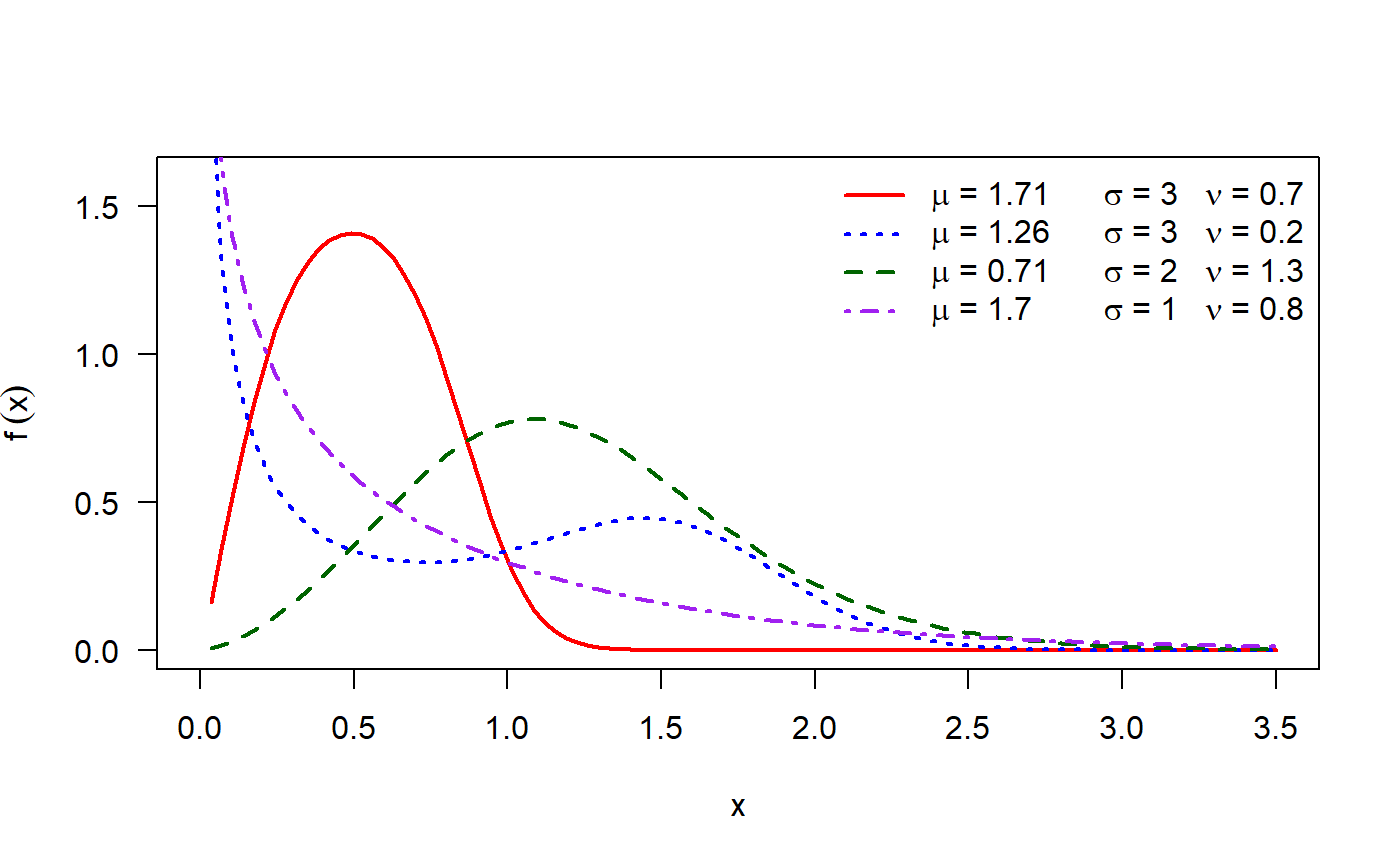 μ = 1.71 σ = 3 ν = 0.7
μ = 1.26 σ = 3 ν = 0.2
μ = 0.71 σ = 2 ν = 1.3
μ = 1.7 σ = 1 ν = 0.8
1.5
1.0
0.5
0.0
f (x)
0.0 0.5 1.0 1.5 2.0 2.5 3.0 3.5
x